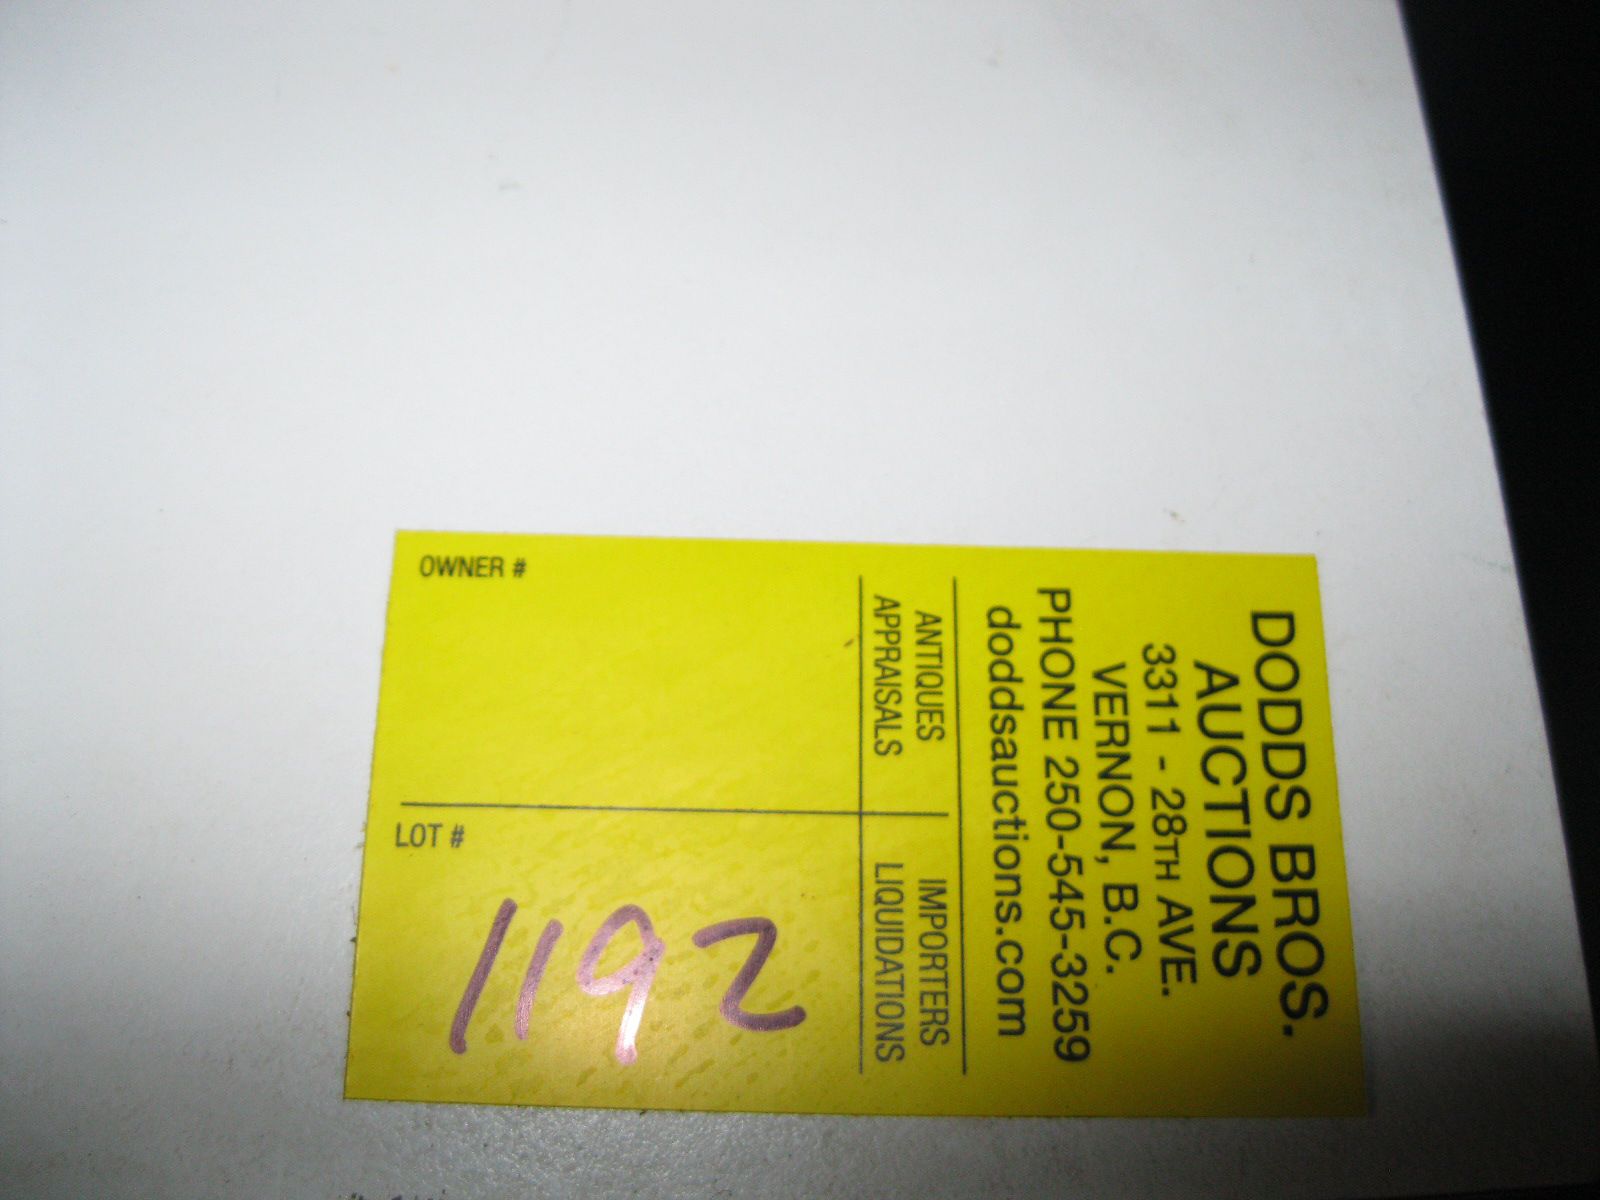 DODDS BROS.
AUCTIONS
3311 - 28TH AVE.
VERNON, B.C.
PHONE 250-545-3259
doddsauctions.com
ANTIQUES
APPRAISALS
IMPORTERS
LIQUIDATIONS
OWNER #
LOT #
1192